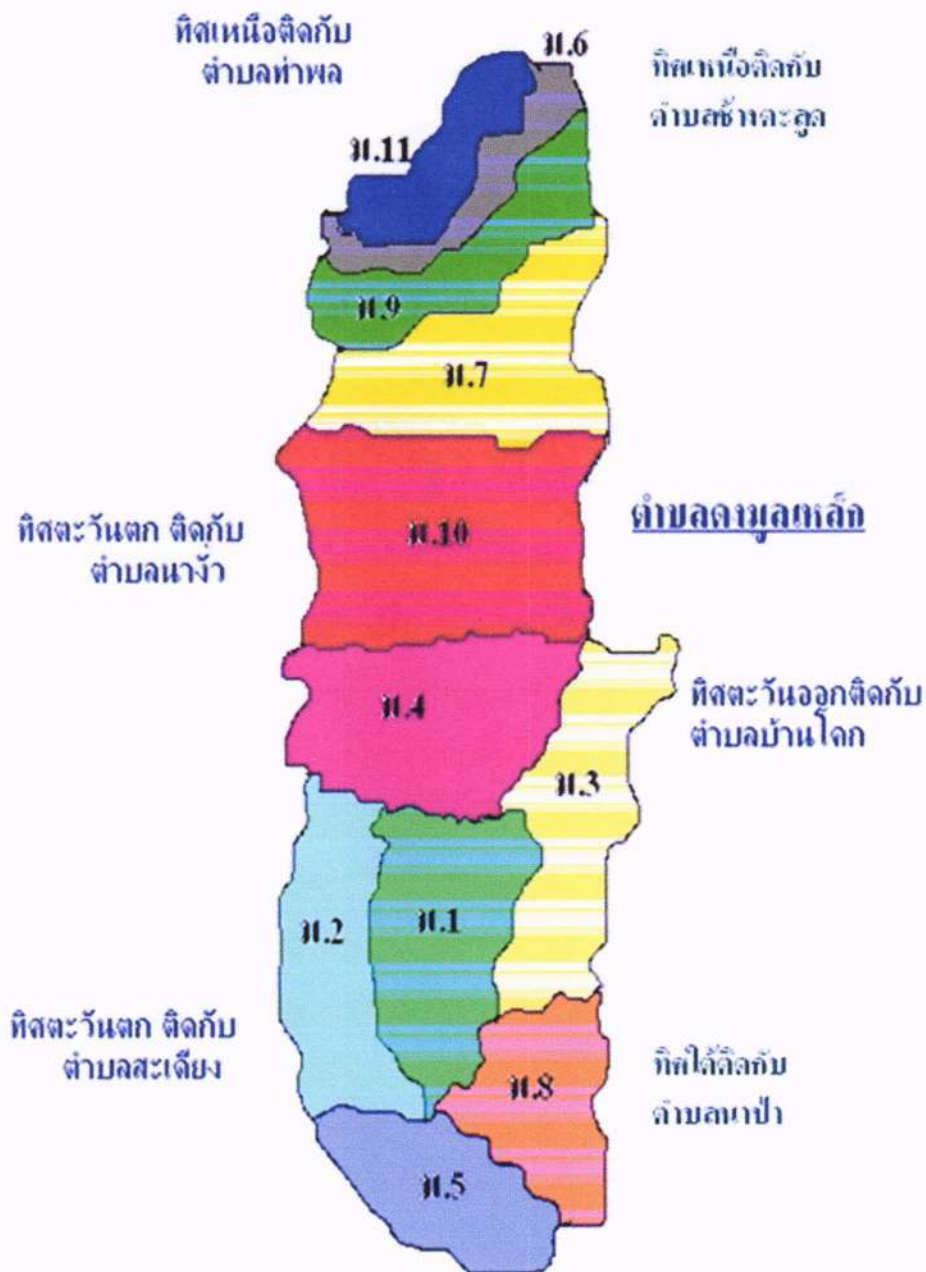 ทิศเหนือติดกับ
ตำบลท่าพล
ม.6
ทิศเหนือติดกับ
ตำบลช้างตะลูด
ม.11
ม.9
ม.7
ทิศตะวันตก ติดกับ
ตำบลนางั่ว
ม.10
ตำบลดงมูลเหล็ก
ม.4
ทิศตะวันออกติดกับ
ตำบลบ้านโคก
ม.3
ม.2
ม.1
ทิศตะวันตก ติดกับ
ตำบลสะเดียง
ม.8
ทิศใต้ติดกับ
ตำบลนาป่า
ม.5